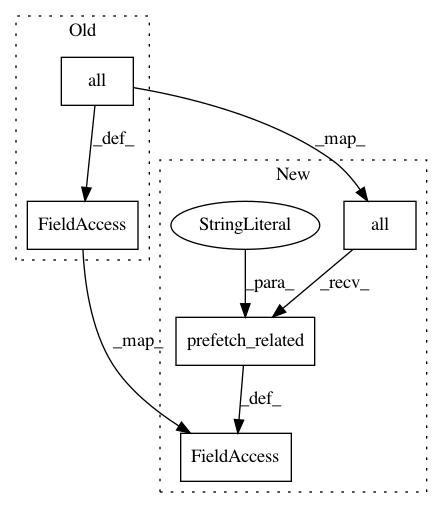 Old
all
_def_
_map_
New
FieldAccess
StringLiteral
all
_para_
_recv_
_map_
prefetch_related
_def_
FieldAccess